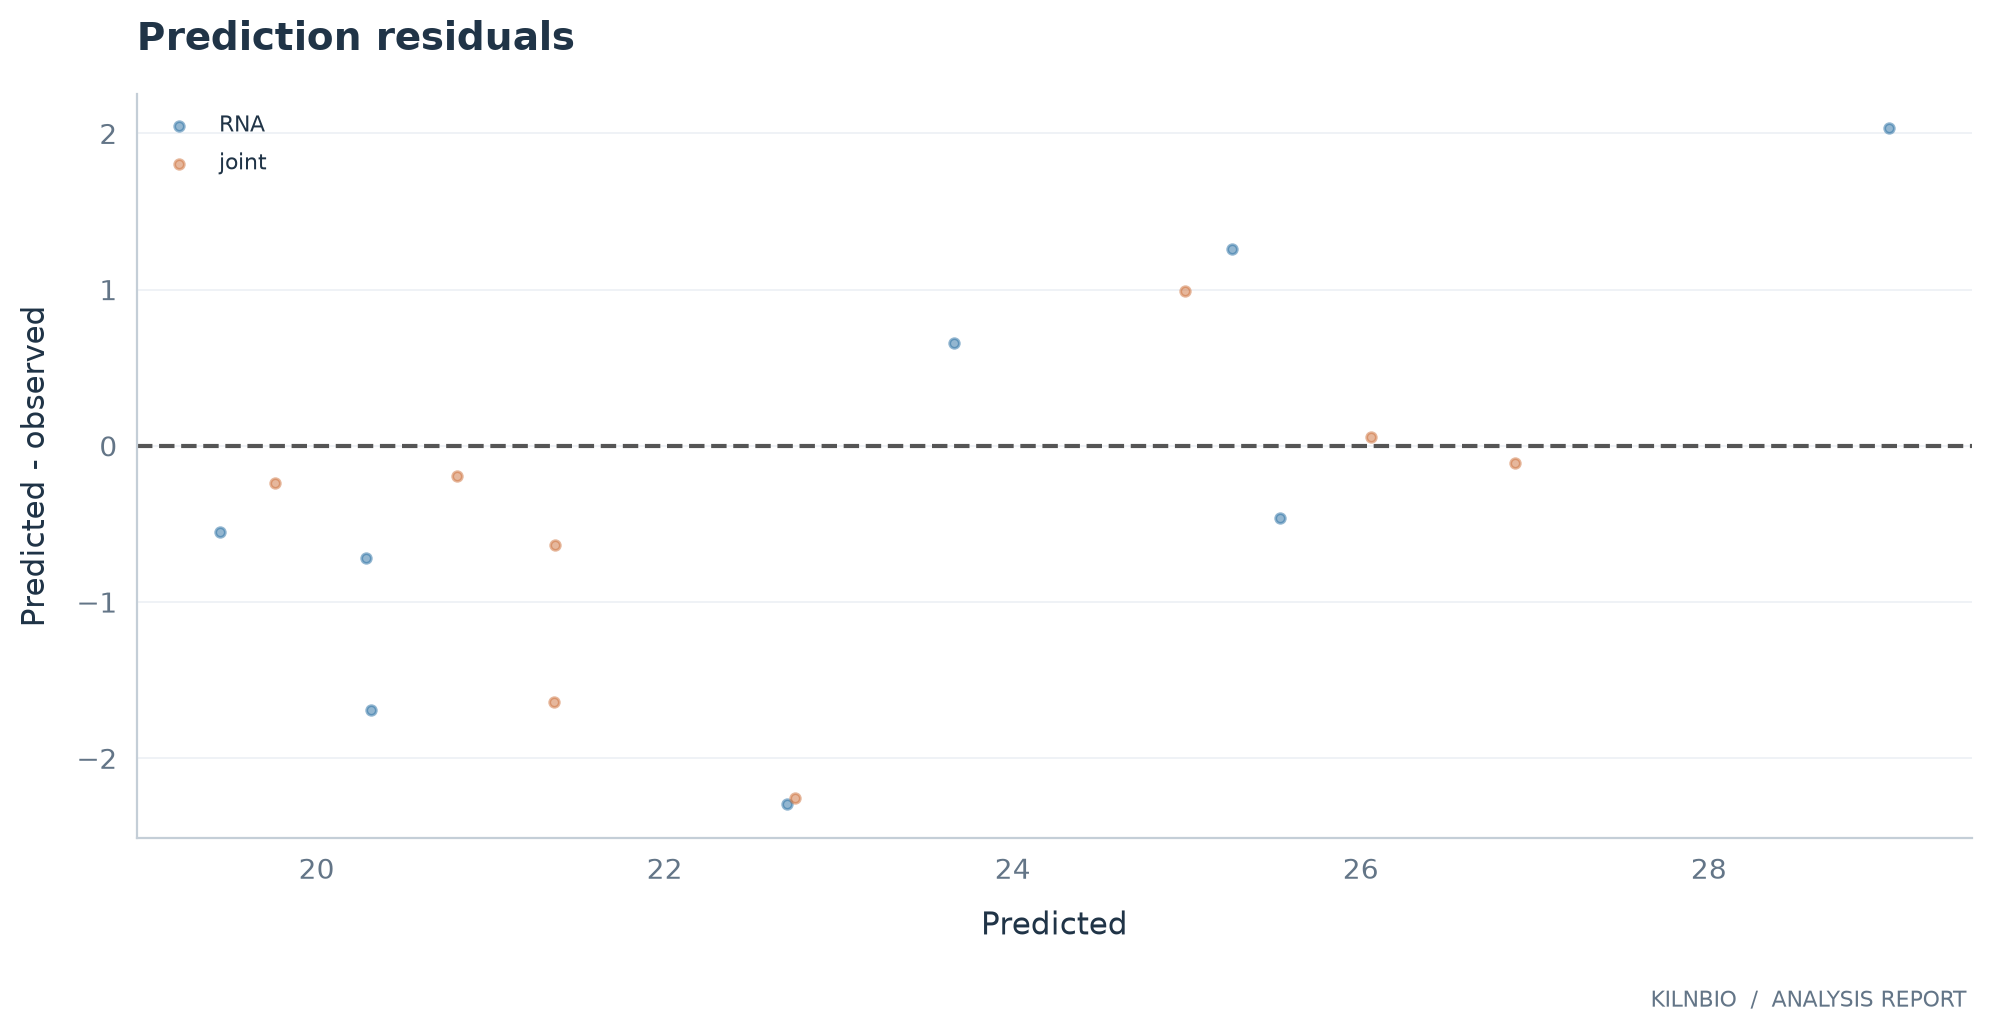 Prediction residuals
RNA
joint
2
1
0
−1
−2
Predicted - observed
20 22 24 26 28
Predicted
KILNBIO / ANALYSIS REPORT